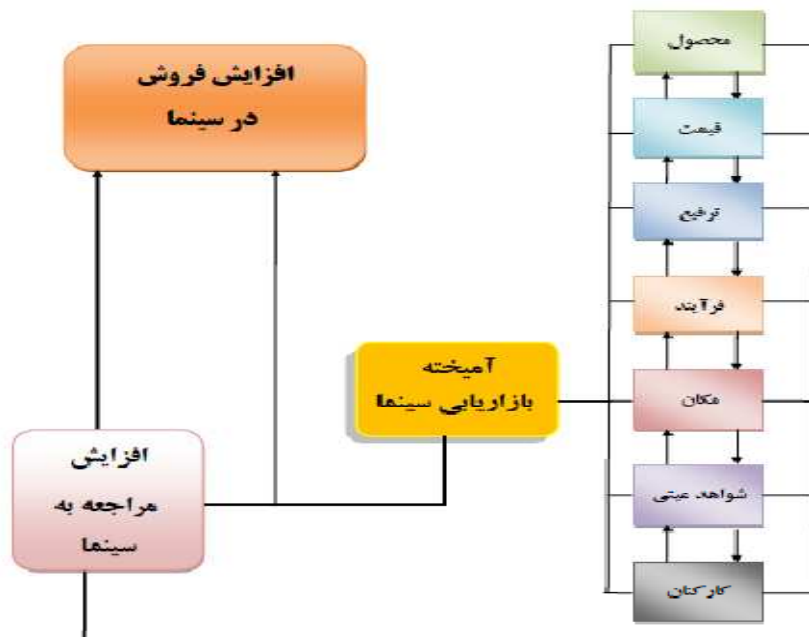 محصول
قیمت
ترفیع
فرآیند
مکان
شواهد عینی
کارکنان
آمیخته
بازاریابی سینما
افزایش فروش
در سینما
افزایش
مراجعه به
سینما